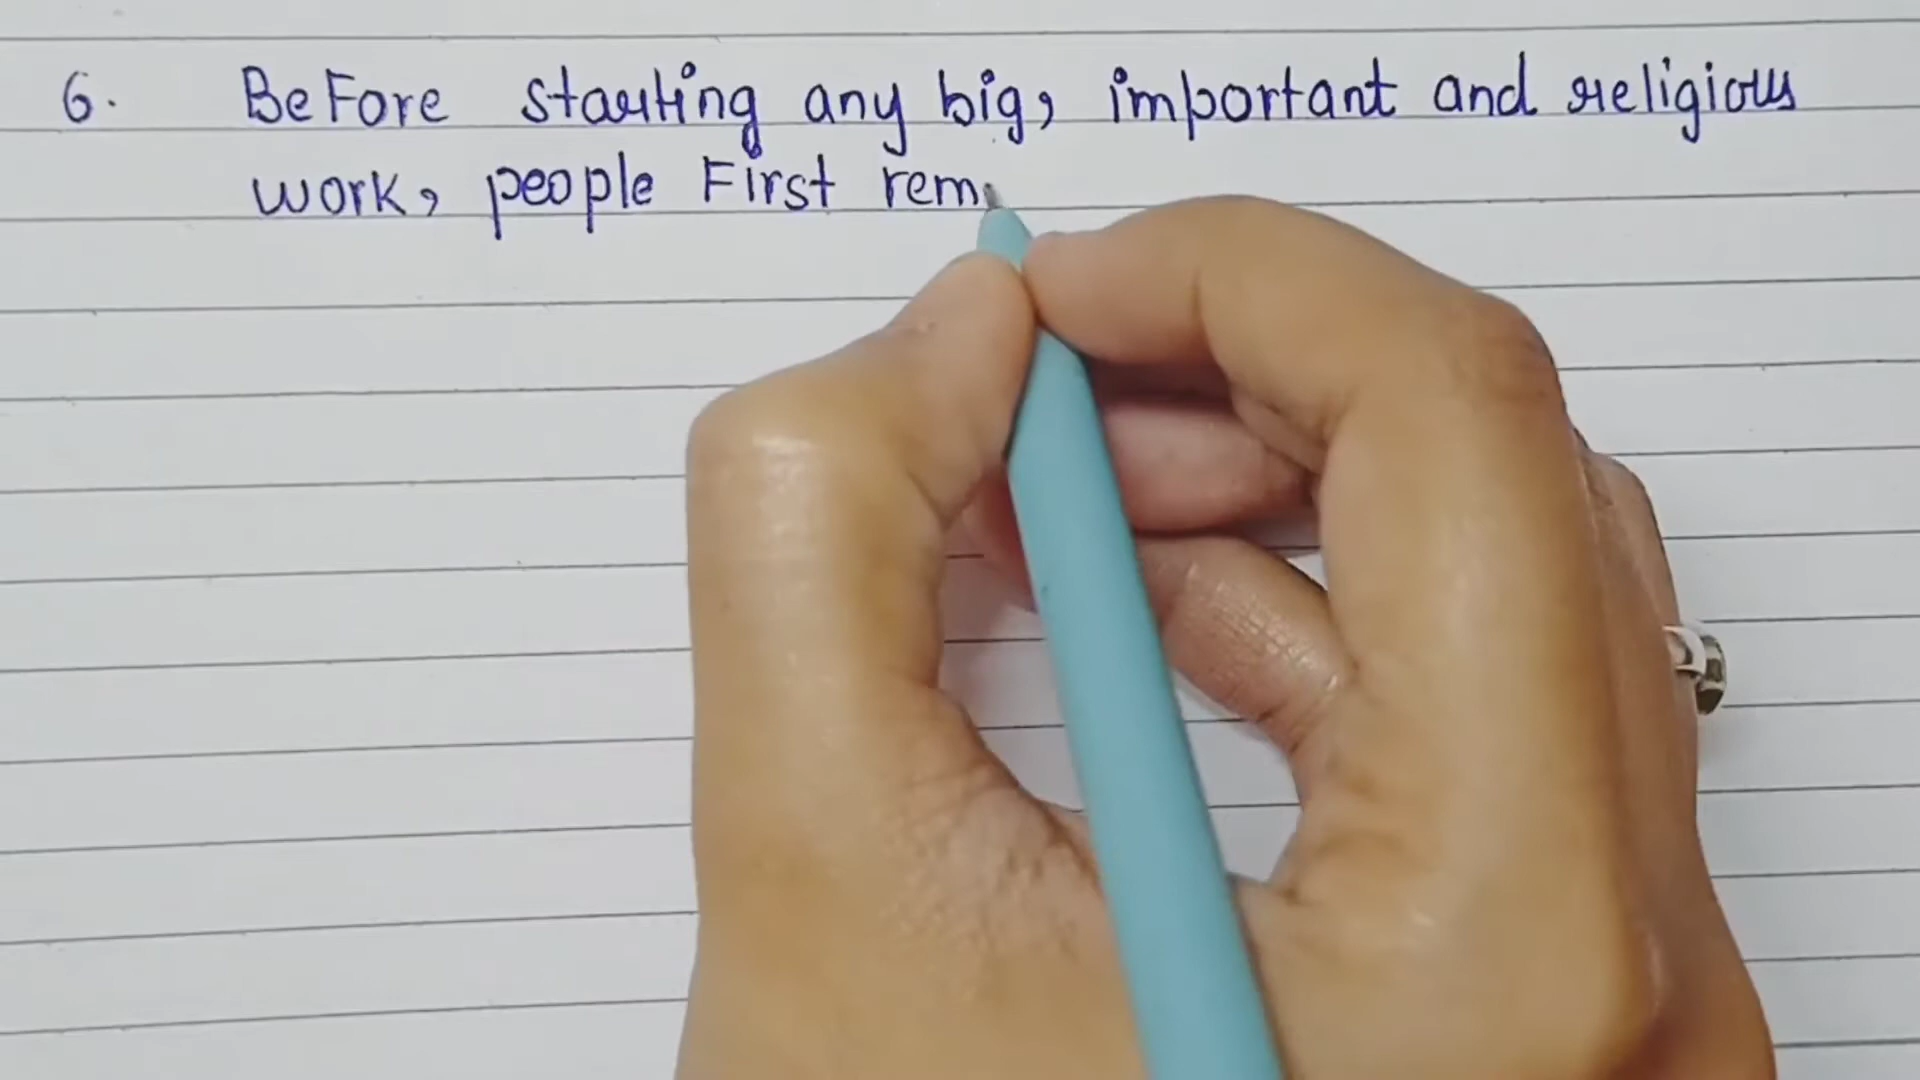 6. BeFore starting any big, important and religious
work, people First rem